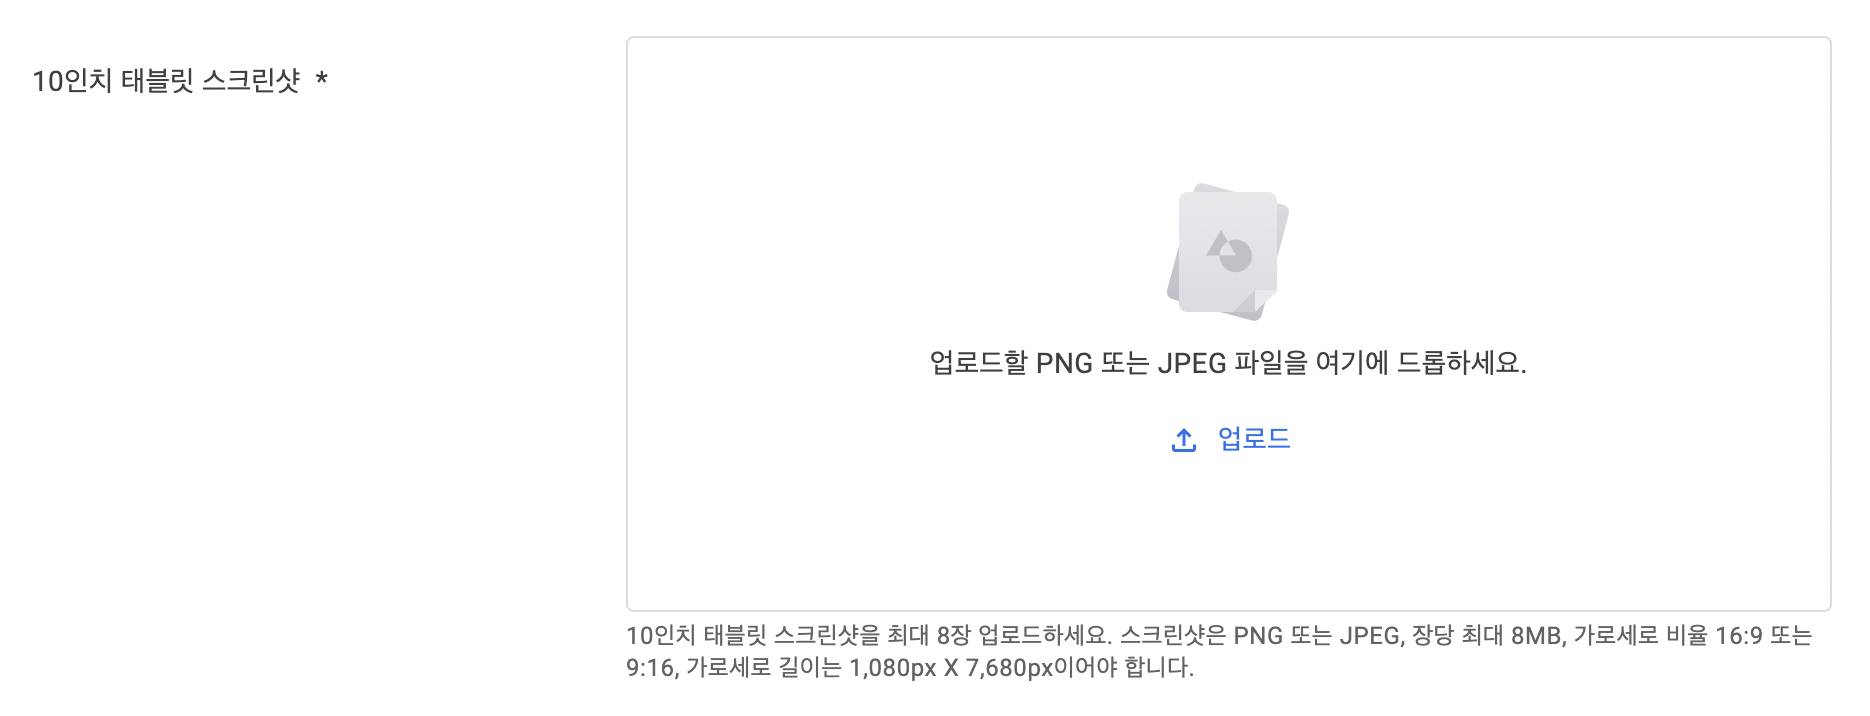 10인치 태블릿 스크린샷 *
업로드할 PNG 또는 JPEG 파일을 여기에 드롭하세요.
업로드
10인치 태블릿 스크린샷을 최대 8장 업로드하세요. 스크린샷은 PNG 또는 JPEG, 장당 최대 8MB, 가로세로 비율 16:9 또는
9:16, 가로세로 길이는 1,080px X 7,680px이어야 합니다.